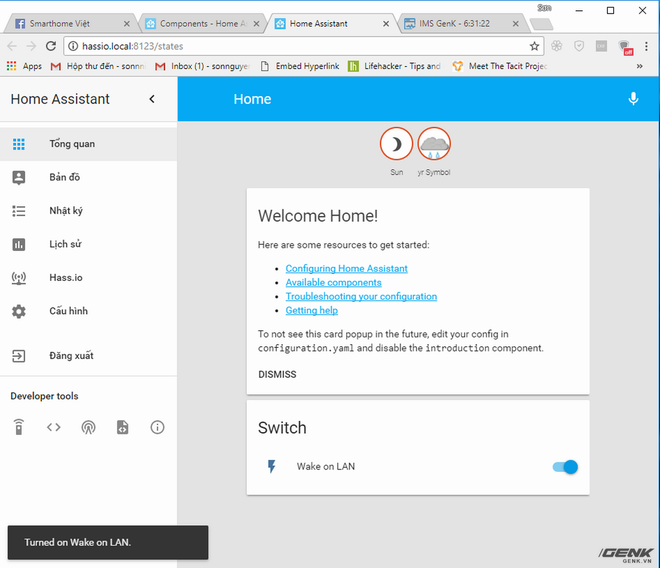 San
Smarthome Việt
Components - Home A
Home Assistant
IMS GenK - 6:31:22
hassio.local:8123/states
Apps
Hộp thư đến - sonnn
Inbox (1) - sonnguyen
Embed Hyperlink
Lifehacker - Tips and
Meet The Tacit Projec
»
off
Home Assistant
Home
Tổng quan
Bản đồ
Nhật ký
Lịch sử
Hass.io
Cấu hình
Đăng xuất
Developer tools
Sun
yr Symbol
Welcome Home!
Here are some resources to get started:
Configuring Home Assistant
Available components
Troubleshooting your configuration
Getting help
To not see this card popup in the future, edit your config in
configuration.yaml and disable the introduction component.
DISMISS
Switch
Wake on LAN
Turned on Wake on LAN.
GENK
GENK.VN